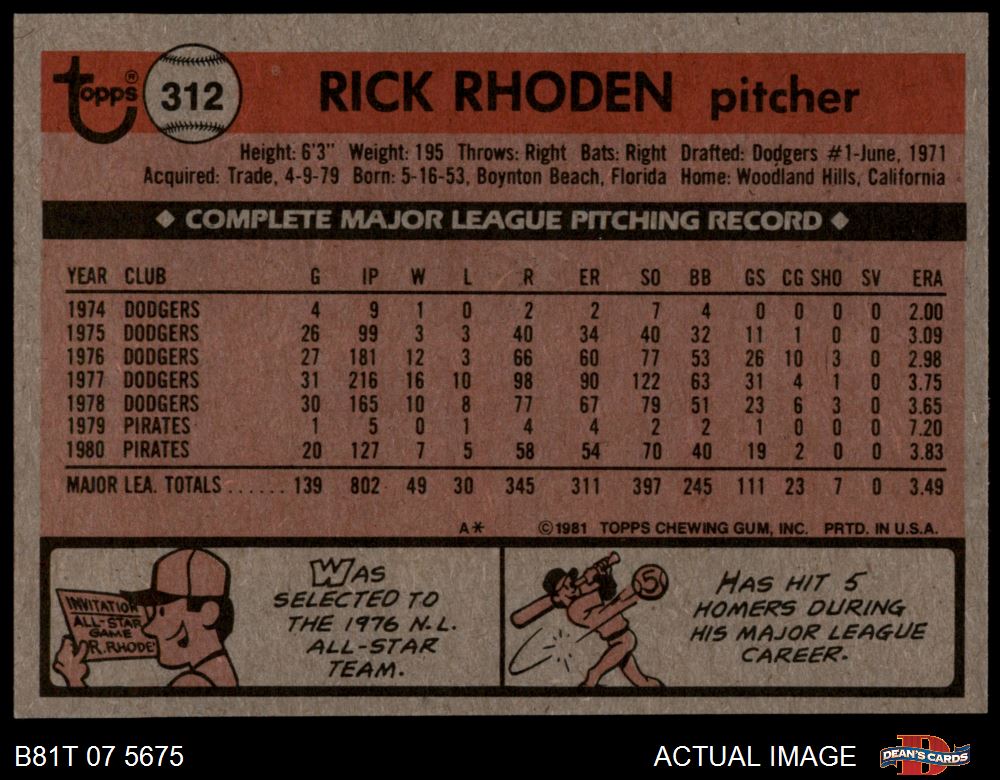 Topps® 312 RICK RHODEN pitcher
Height: 6'3" Weight: 195 Throws: Right Bats: Right Drafted: Dodgers #1-June, 1971
Acquired: Trade, 4-9-79 Born: 5-16-53, Boynton Beach, Florida Home: Woodland Hills, California
◆ COMPLETE MAJOR LEAGUE PITCHING RECORD ◆
YEAR CLUB G IP W L R ER SO BB GS CG SHO SV ERA
1974 DODGERS 4 9 1 0 2 2 7 4 0 0 0 0 2.00
1975 DODGERS 26 99 3 3 40 34 40 32 11 1 0 0 3.09
1976 DODGERS 27 181 12 3 66 60 77 53 26 10 3 0 2.98
1977 DODGERS 31 216 16 10 98 90 122 63 31 4 1 0 3.75
1978 DODGERS 30 165 10 8 77 67 79 51 23 6 3 0 3.65
1979 PIRATES 1 5 0 1 4 4 2 2 1 0 0 0 7.20
1980 PIRATES 20 127 7 5 58 54 70 40 19 2 0 0 3.83
MAJOR LEA. TOTALS ...... 139 802 49 30 345 311 397 245 111 23 7 0 3.49
A* ©1981 TOPPS CHEWING GUM, INC. PRTD. IN U.S.A.
INVITATION
ALL-STAR
GAME
MR. RHODE
WAS
SELECTED TO
THE 1976 N.L.
ALL-STAR
TEAM.
5
HAS HIT 5
HOMERS DURING
HIS MAJOR LEAGUE
CAREER.
B81T 07 5675 ACTUAL IMAGE DEAN'S CARDS